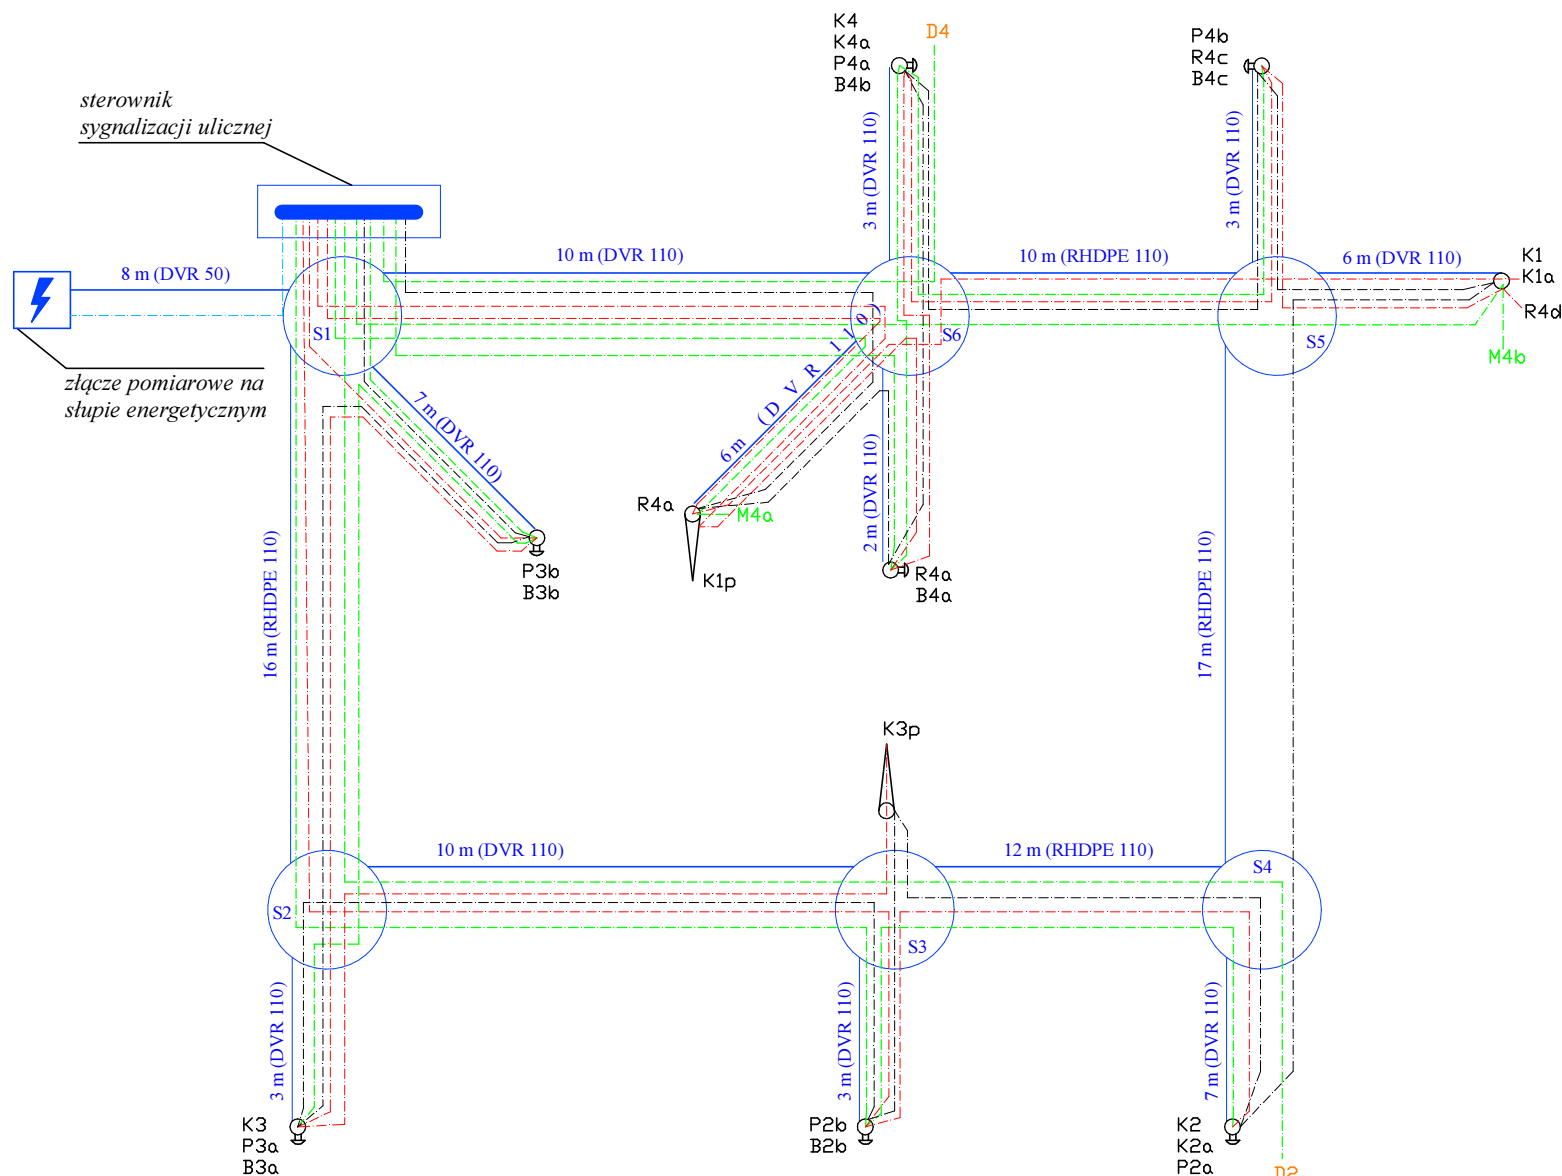 K4
K4a
P4a
B4b
D4
P4b
R4c
B4c
sterownik
sygnalizacji ulicznej
3 m (DVR 110)
3 m (DVR 110)
8 m (DVR 50)
10 m (DVR 110)
10 m (RHDPE 110)
6 m (DVR 110)
K1
K1a
R4d
M4b
S1
S6
S5
złącze pomiarowe na
słupie energetycznym
7 m (DVR 110)
6 m (DVR 110)
2 m (DVR 110)
R4a
M4a
K1p
P3b
B3b
R4a
B4a
16 m (RHDPE 110)
17 m (RHDPE 110)
K3p
10 m (DVR 110)
12 m (RHDPE 110)
S2
S3
S4
3 m (DVR 110)
3 m (DVR 110)
7 m (DVR 110)
K3
P3a
B3a
P2b
B2b
K2
K2a
P2a
D2